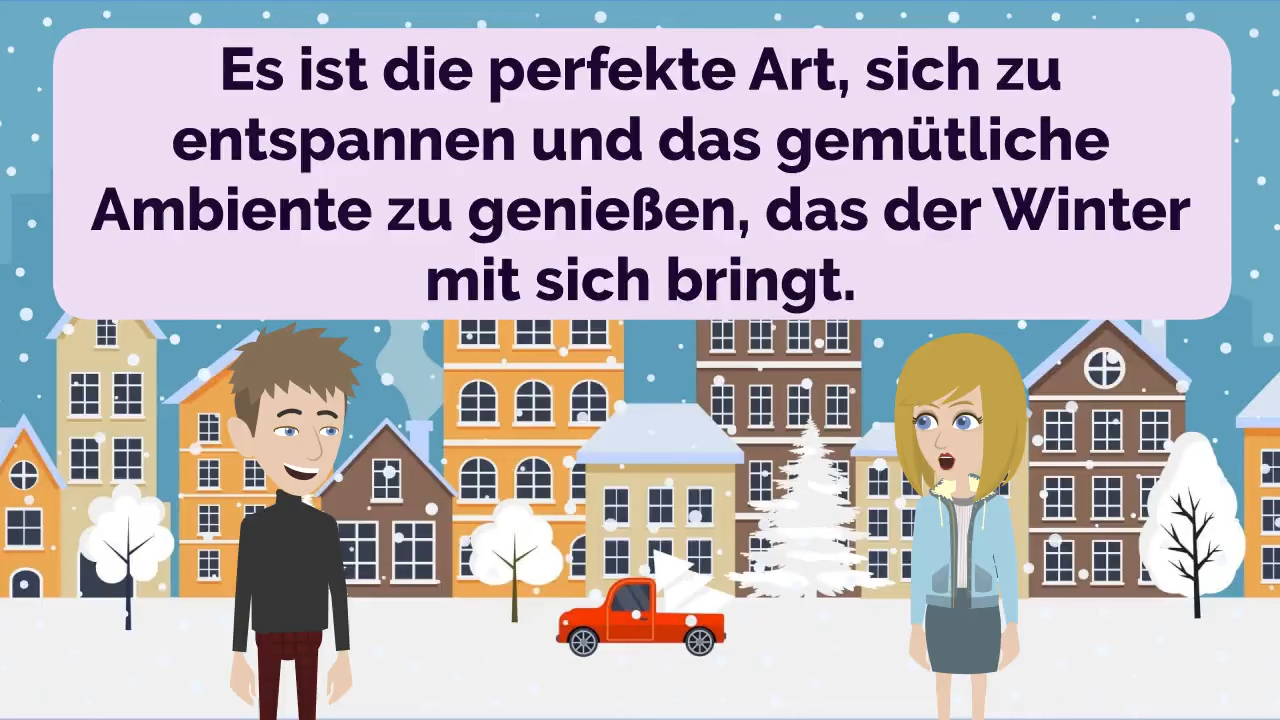 Es ist die perfekte Art, sich zu
entspannen und das gemütliche
Ambiente zu genießen, das der Winter
mit sich bringt.